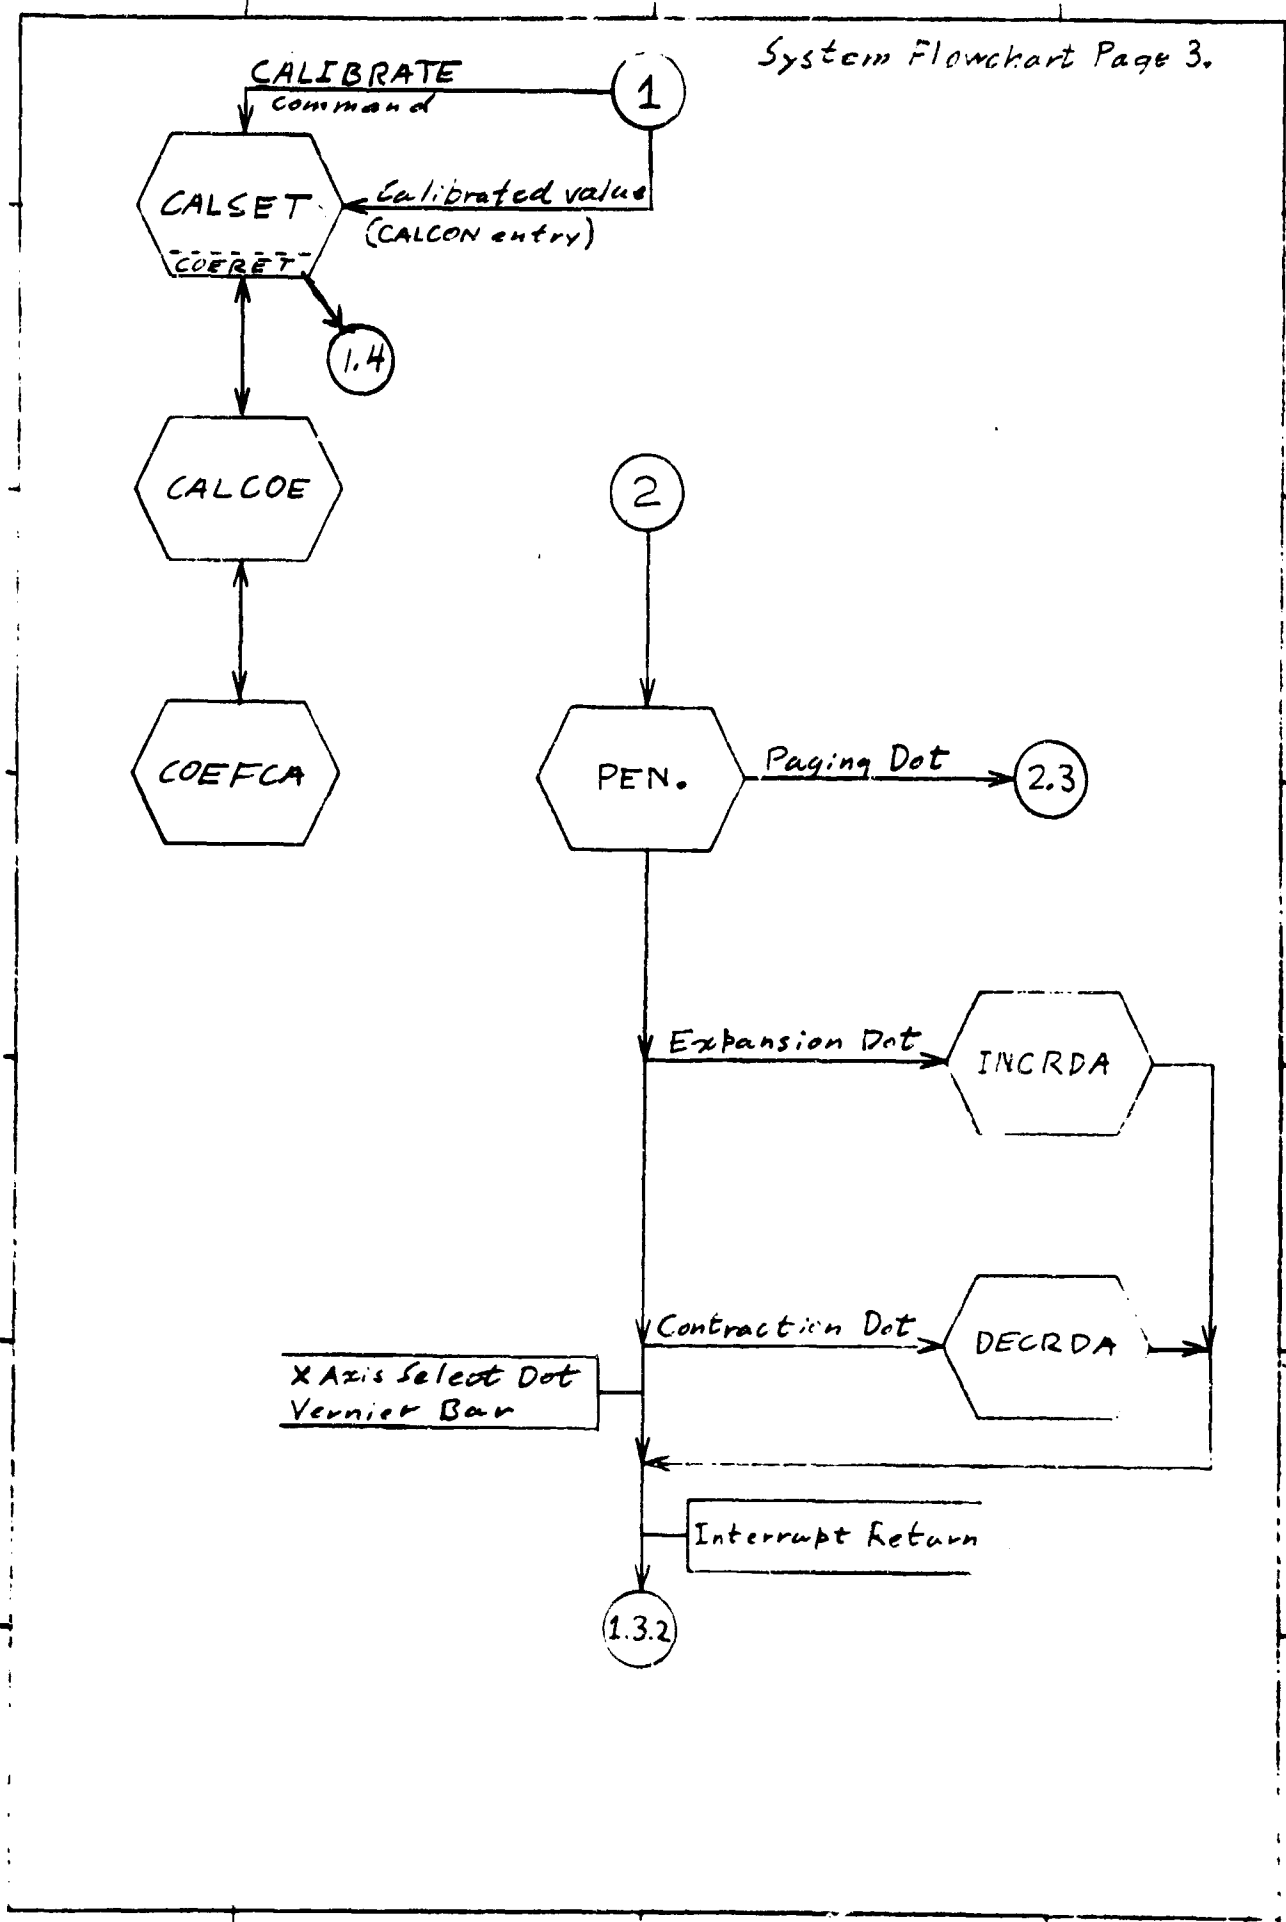 System Flowchart Page 3.
CALIBRATE
command
1
CALSET
Calibrated value
(CALCON entry)
COERET
1.4
CALCOE
2
COEFCA
PEN.
Paging Dot
2.3
Expansion Dot
INCRDA
Contraction Dot
DECRDA
X Axis Select Dot
Vernier Bar
Interrupt Return
1.3.2